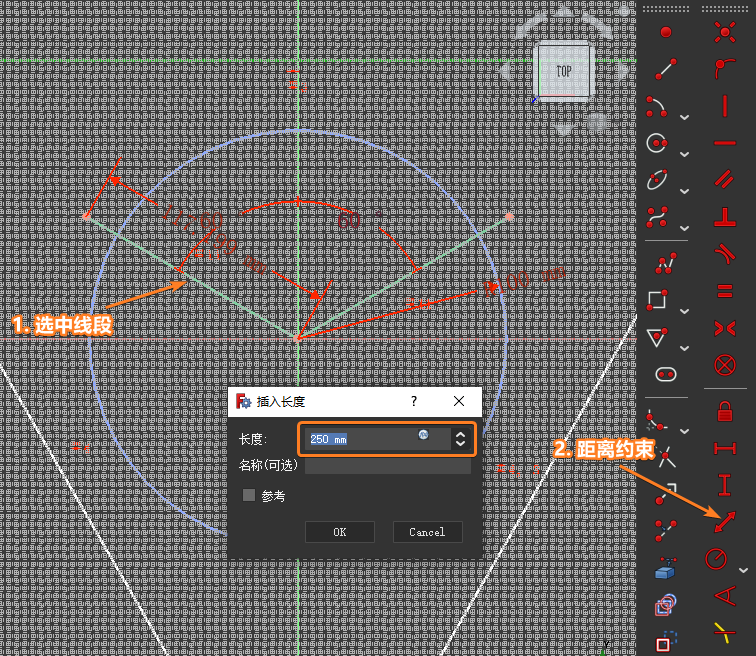 TOP
60 °
R100 mm
1. 选中线段
插入长度
?
长度:
250 mm
名称(可选)
参考
OK
Cancel
2. 距离约束